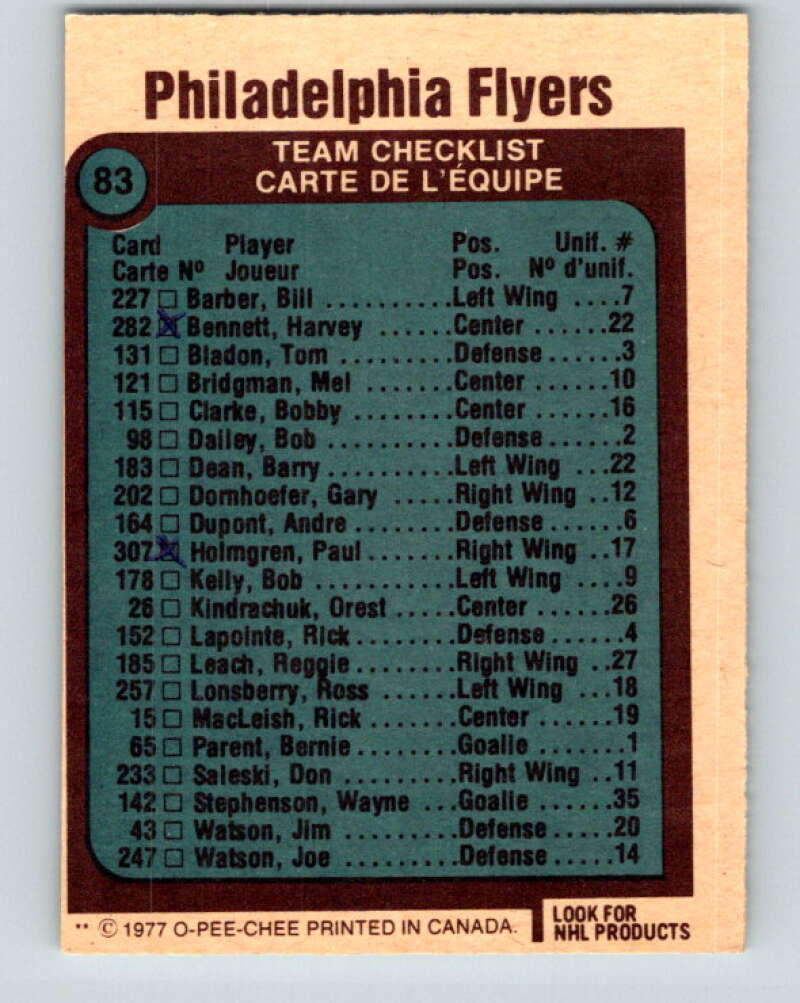 Philadelphia Flyers
TEAM CHECKLIST
83
CARTE DE L'ÉQUIPE
Card Player Pos. Unif. #
Carte Nº Joueur Pos. Nº d'unif.
227 □ Barber, Bill ..........Left Wing ....7
282 ☒ Bennett, Harvey ......Center ......22
131 □ Bladon, Tom .........Defense .....3
121 □ Bridgman, Mel .......Center ......10
115 □ Clarke, Bobby ........Center ......16
98 □ Dailey, Bob ..........Defense......2
183 □ Dean, Barry ..........Left Wing ...22
202 □ Dornhoefer, Gary .....Right Wing ..12
164 □ Dupont, Andre ........Defense ......6
307 ☒ Holmgren, Paul .......Right Wing ..17
178 □ Kelly, Bob ...........Left Wing ....9
26 □ Kindrachuk, Orest .....Center ......26
152 □ Lapointe, Rick ........Defense ......4
185 □ Leach, Reggie ........Right Wing ..27
257 □ Lonsberry, Ross ......Left Wing ...18
15 □ MacLeish, Rick .......Center .......19
65 □ Parent, Bernie ........Goalie .......1
233 □ Saleski, Don .........Right Wing ..11
142 □ Stephenson, Wayne ...Goalie ......35
43 □ Watson, Jim ..........Defense .....20
247 □ Watson, Joe .........Defense .....14
** © 1977 O-PEE-CHEE PRINTED IN CANADA.
LOOK FOR
NHL PRODUCTS